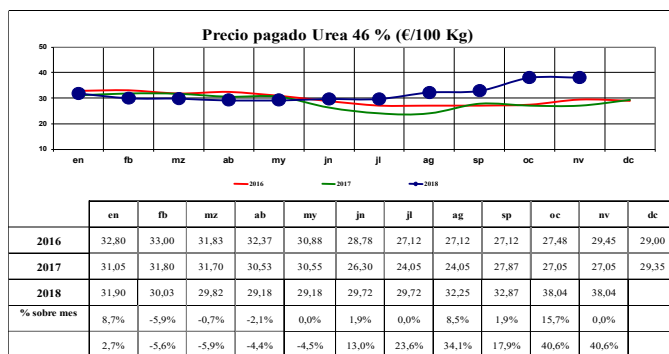 Precio pagado Urea 46 % (€/100 Kg)
50
40
30
20
10
en fb mz ab my jn jl ag sp oc nv dc
2016 2017 2018
en fb mz ab my jn jl ag sp oc nv dc
2016 32,80 33,00 31,83 32,37 30,88 28,78 27,12 27,12 27,12 27,48 29,45 29,00
2017 31,05 31,80 31,70 30,53 30,55 26,30 24,05 24,05 27,87 27,05 27,05 29,35
2018 31,90 30,03 29,82 29,18 29,18 29,72 29,72 32,25 32,87 38,04 38,04
% sobre mes 8,7% -5,9% -0,7% -2,1% 0,0% 1,9% 0,0% 8,5% 1,9% 15,7% 0,0%
2,7% -5,6% -5,9% -4,4% -4,5% 13,0% 23,6% 34,1% 17,9% 40,6% 40,6%